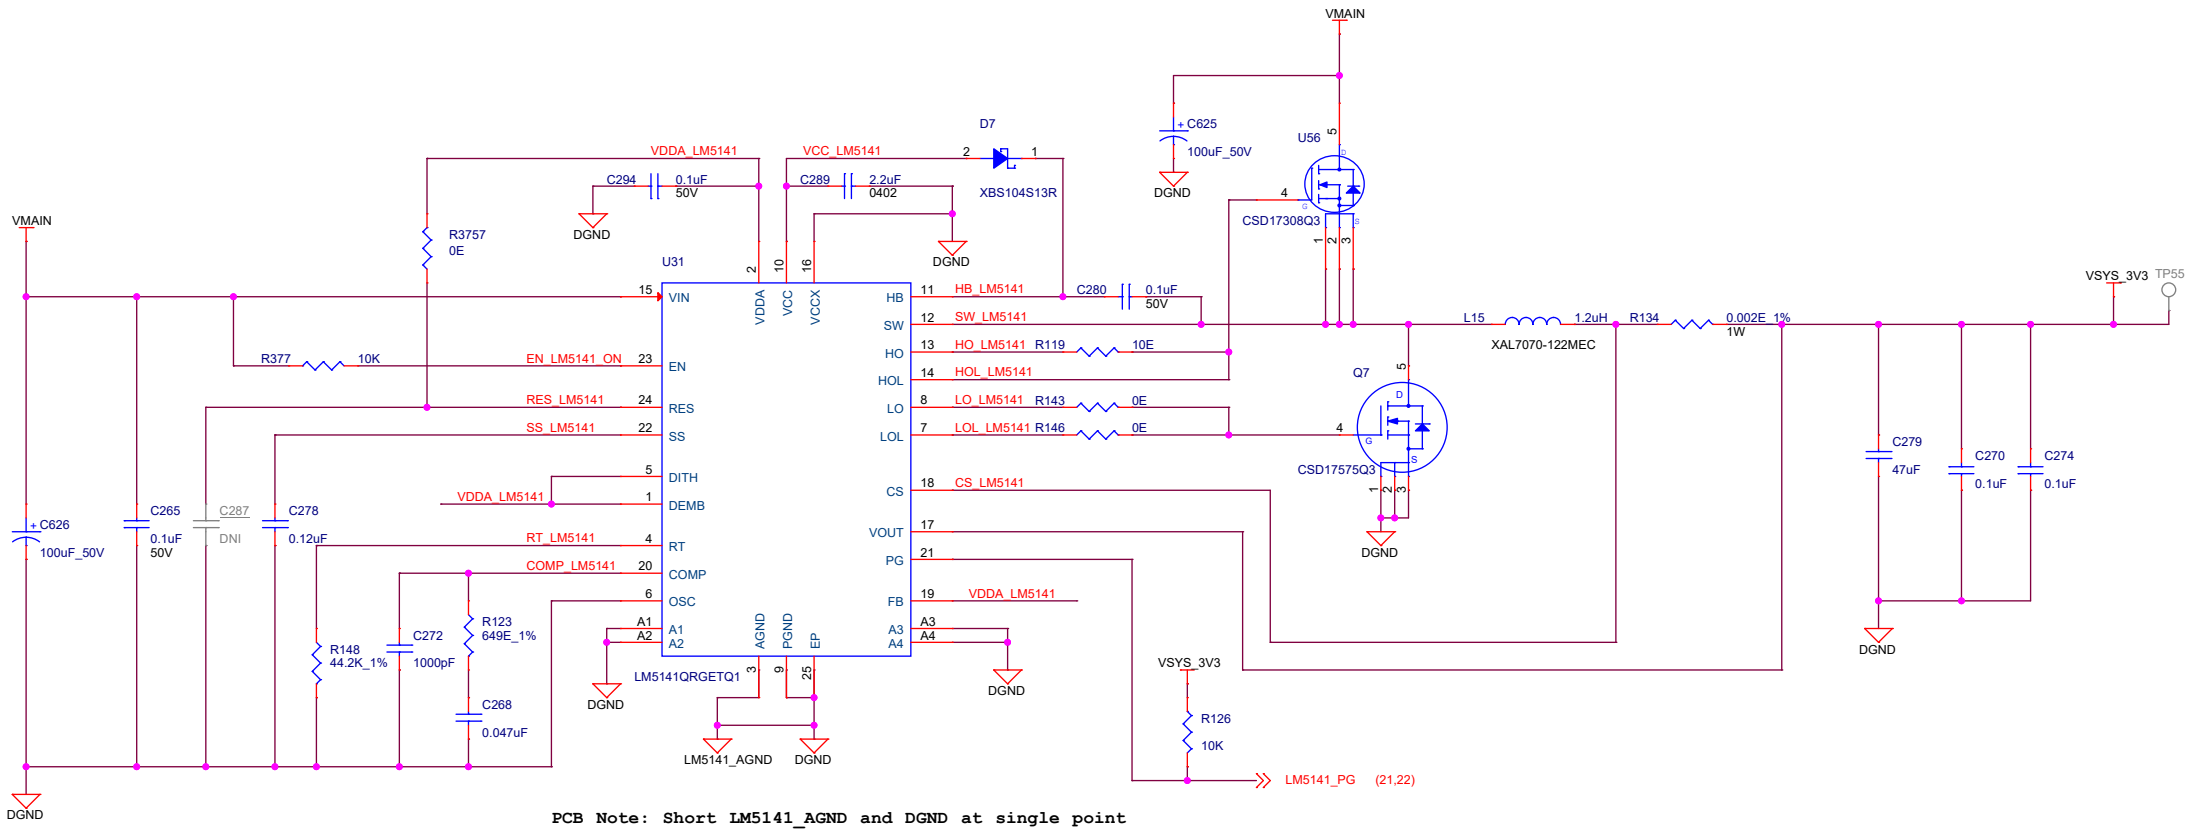 VMAIN
+ C625
100uF_50V
DGND
U56
5
D
4
G
S
CSD17308Q3
1
2
3
D7
VDDA_LM5141
VCC_LM5141
2
1
XBS104S13R
C294
0.1uF
50V
DGND
C289
2.2uF
0402
DGND
VMAIN
R3757
0E
U31
2
10
16
VDDA
VCC
VCCX
15
VIN
R377
10K
EN_LM5141_ON
23
EN
RES_LM5141
24
RES
SS_LM5141
22
SS
5
DITH
VDDA_LM5141
1
DEMB
RT_LM5141
4
RT
COMP_LM5141
20
COMP
6
OSC
A1
A1
A2
A2
HB
11
HB_LM5141
C280
0.1uF
50V
SW
12
SW_LM5141
HO
13
HO_LM5141
R119
10E
HOL
14
HOL_LM5141
LO
8
LO_LM5141
R143
0E
LOL
7
LOL_LM5141
R146
0E
CS
18
CS_LM5141
VOUT
17
PG
21
FB
19
VDDA_LM5141
A3
A3
A4
A4
AGND
PGND
EP
3
9
25
LM5141QRGETQ1
DGND
DGND
LM5141_AGND
DGND
L15
1.2uH
XAL7070-122MEC
R134
0.002E_1%
1W
VSYS_3V3
TP55
Q7
5
D
4
G
S
CSD17575Q3
1
2
3
DGND
C279
47uF
C270
0.1uF
C274
0.1uF
DGND
+ C626
100uF_50V
C265
0.1uF
50V
C287
DNI
C278
0.12uF
R148
44.2K_1%
C272
1000pF
R123
649E_1%
C268
0.047uF
DGND
VSYS_3V3
R126
10K
LM5141_PG (21,22)
PCB Note: Short LM5141_AGND and DGND at single point